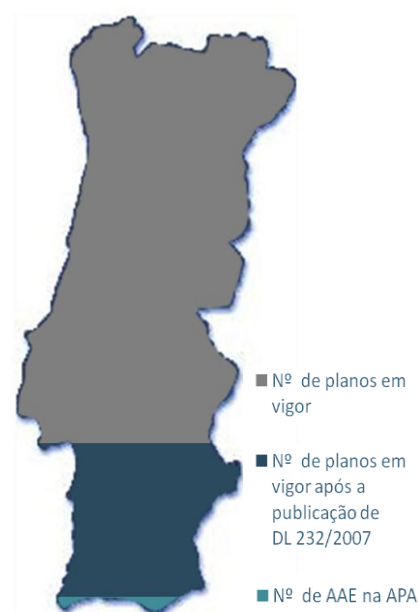 Nº de planos em
vigor
Nº de planos em
vigor após a
publicação de
DL 232/2007
Nº de AAE na APA